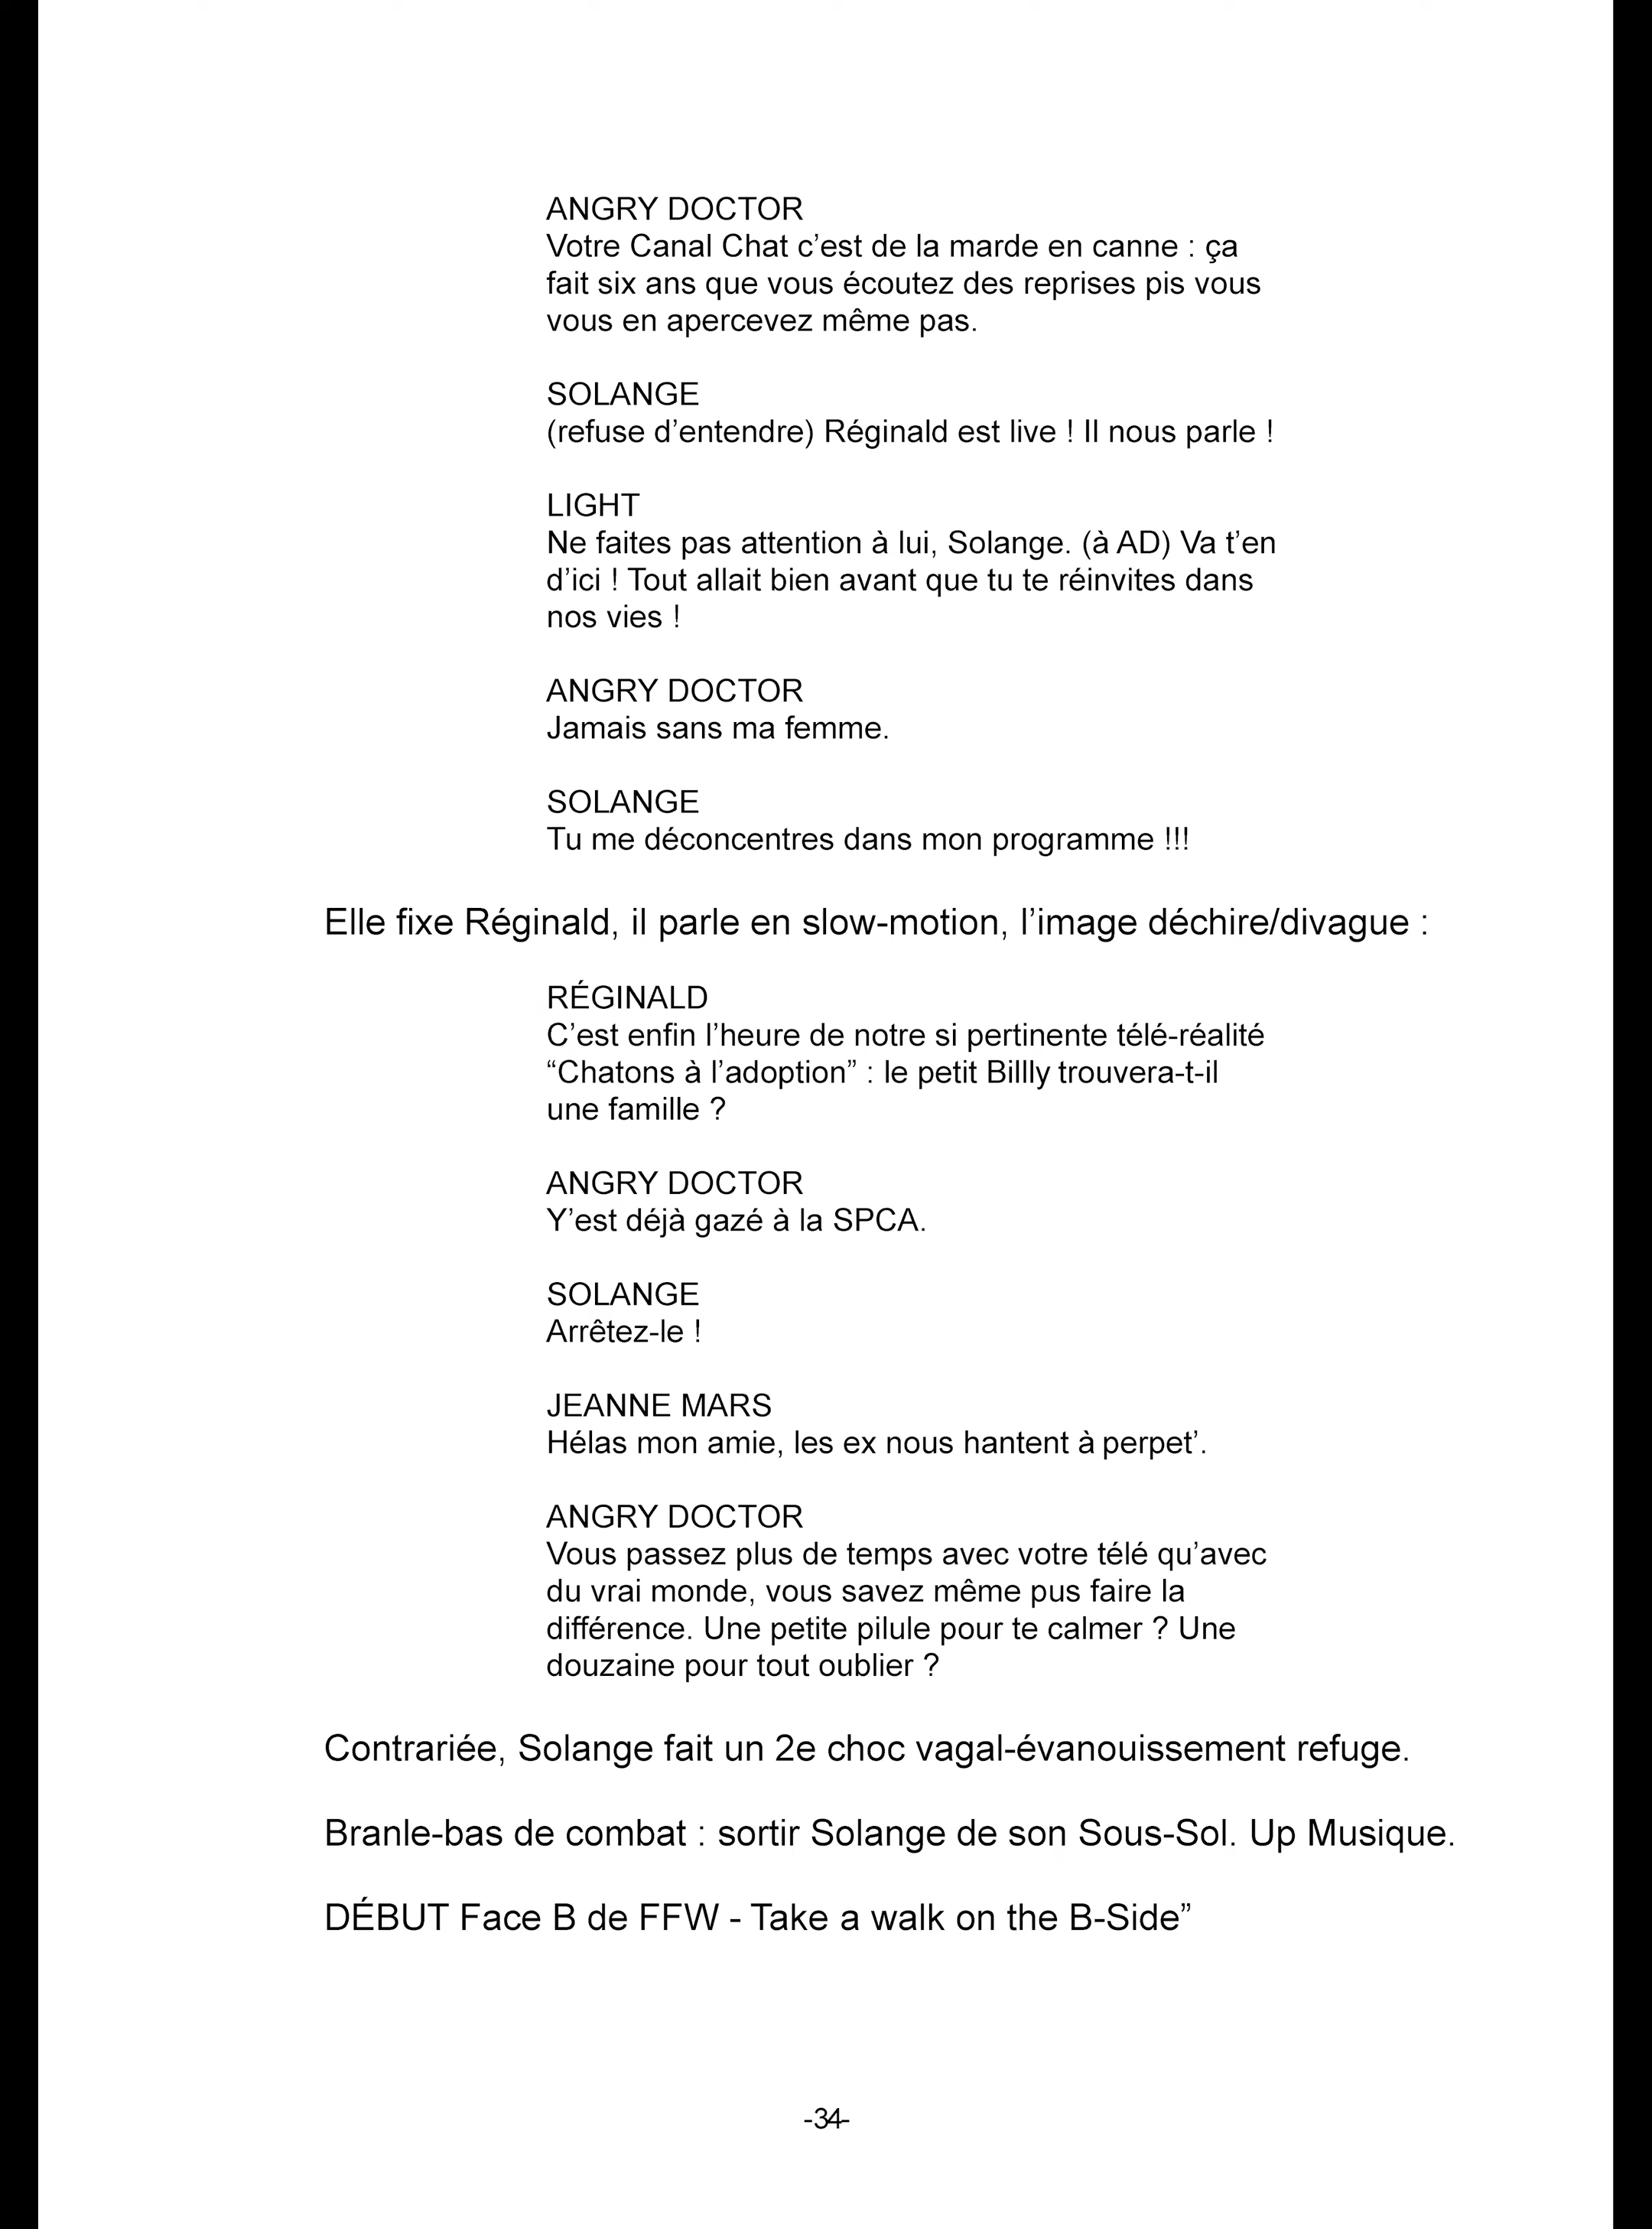 ANGRY DOCTOR
Votre Canal Chat c’est de la marde en canne : ça
fait six ans que vous écoutez des reprises pis vous
vous en apercevez même pas.
SOLANGE
(refuse d’entendre) Réginald est live ! Il nous parle !
LIGHT
Ne faites pas attention à lui, Solange. (à AD) Va t’en
d’ici ! Tout allait bien avant que tu te réinvites dans
nos vies !
ANGRY DOCTOR
Jamais sans ma femme.
SOLANGE
Tu me déconcentres dans mon programme !!!
Elle fixe Réginald, il parle en slow-motion, l’image déchire/divague :
RÉGINALD
C’est enfin l’heure de notre si pertinente télé-réalité
“Chatons à l’adoption” : le petit Billly trouvera-t-il
une famille ?
ANGRY DOCTOR
Y’est déjà gazé à la SPCA.
SOLANGE
Arrêtez-le !
JEANNE MARS
Hélas mon amie, les ex nous hantent à perpet’.
ANGRY DOCTOR
Vous passez plus de temps avec votre télé qu’avec
du vrai monde, vous savez même pus faire la
différence. Une petite pilule pour te calmer ? Une
douzaine pour tout oublier ?
Contrariée, Solange fait un 2e choc vagal-évanouissement refuge.
Branle-bas de combat : sortir Solange de son Sous-Sol. Up Musique.
DÉBUT Face B de FFW - Take a walk on the B-Side”
-34-